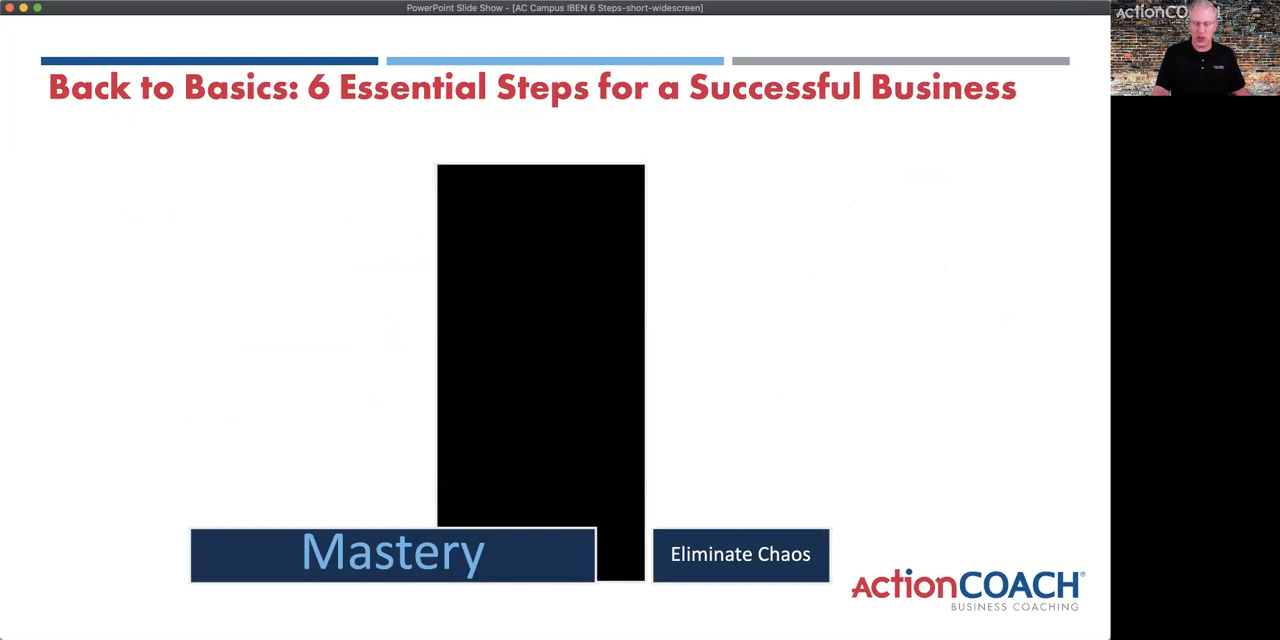 PowerPoint Slide Show - [AC Campus IBEN 6 Steps-short-widescreen]
actionCO
Back to Basics: 6 Essential Steps for a Successful Business
Mastery
Eliminate Chaos
actionCOACH®
BUSINESS COACHING